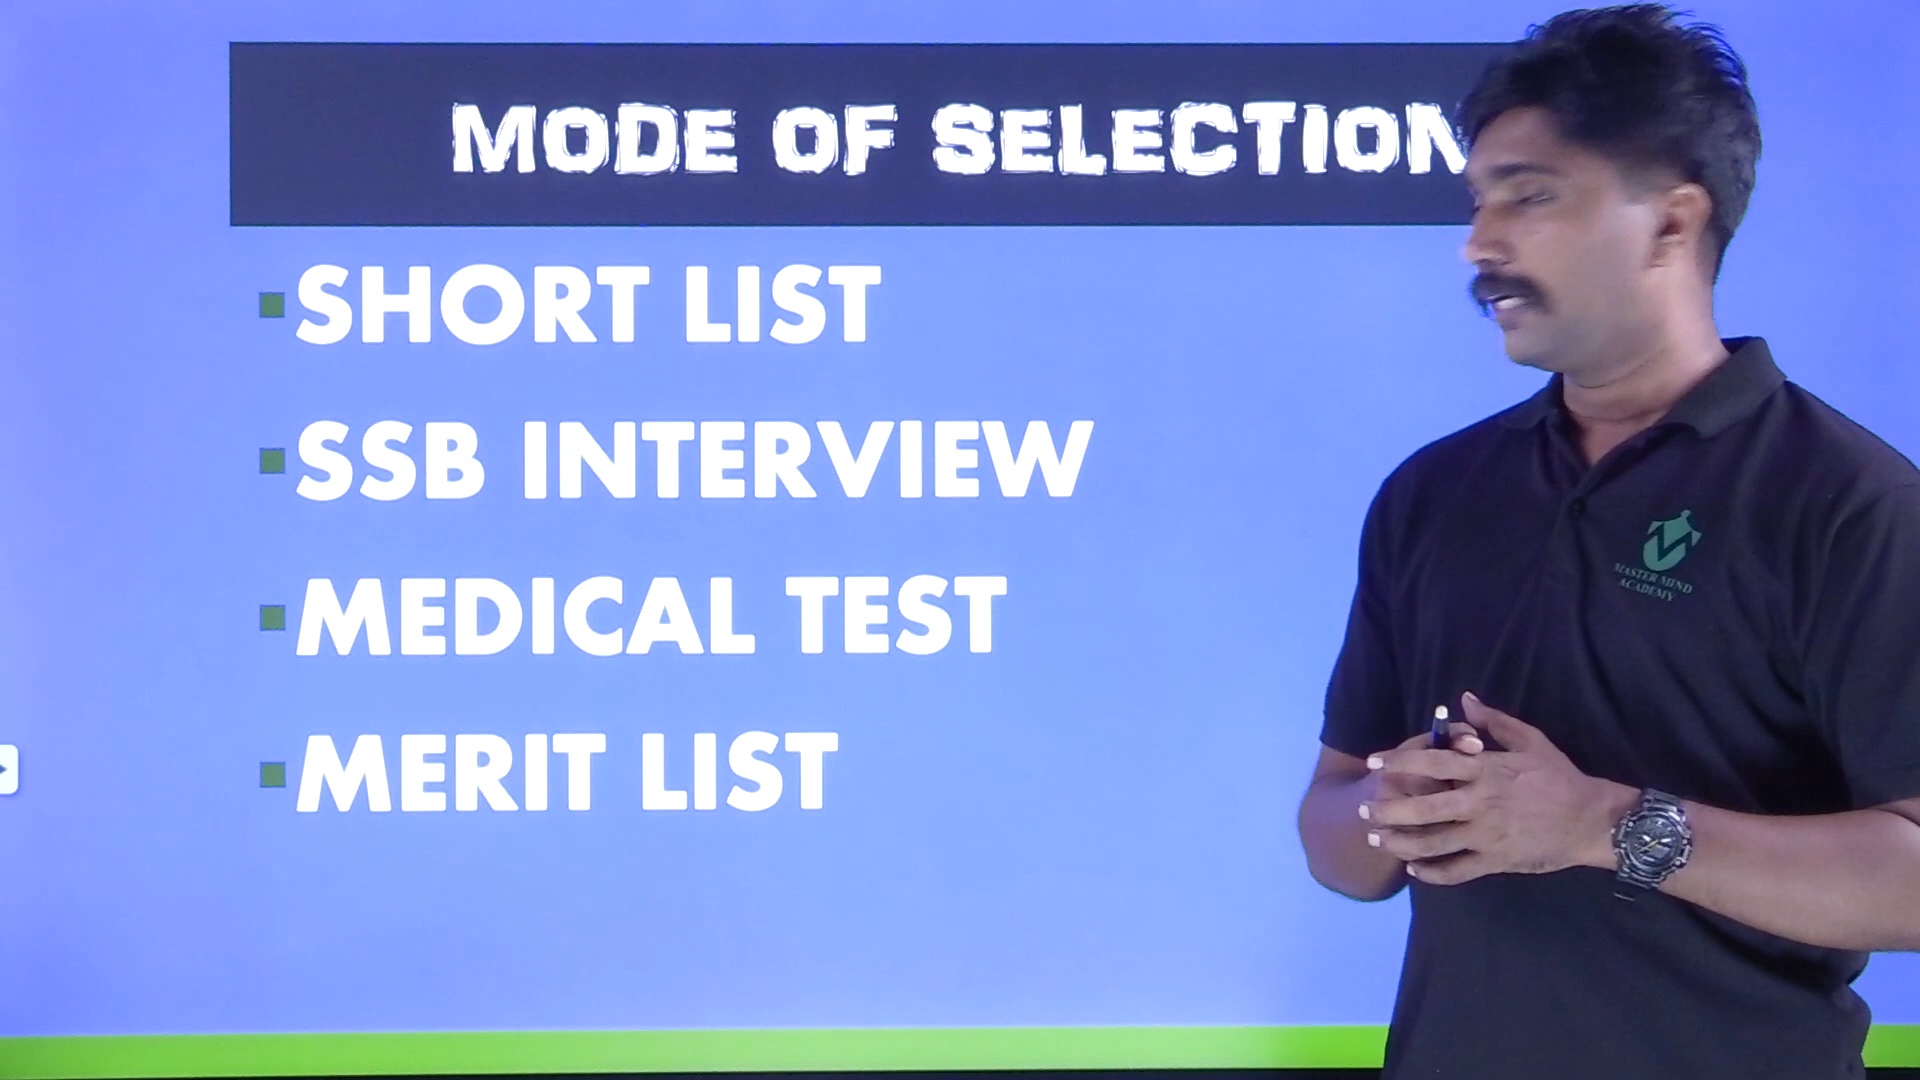 MODE OF SELECTION
SHORT LIST
SSB INTERVIEW
MEDICAL TEST
MERIT LIST
MASTER MIND
ACADEMY